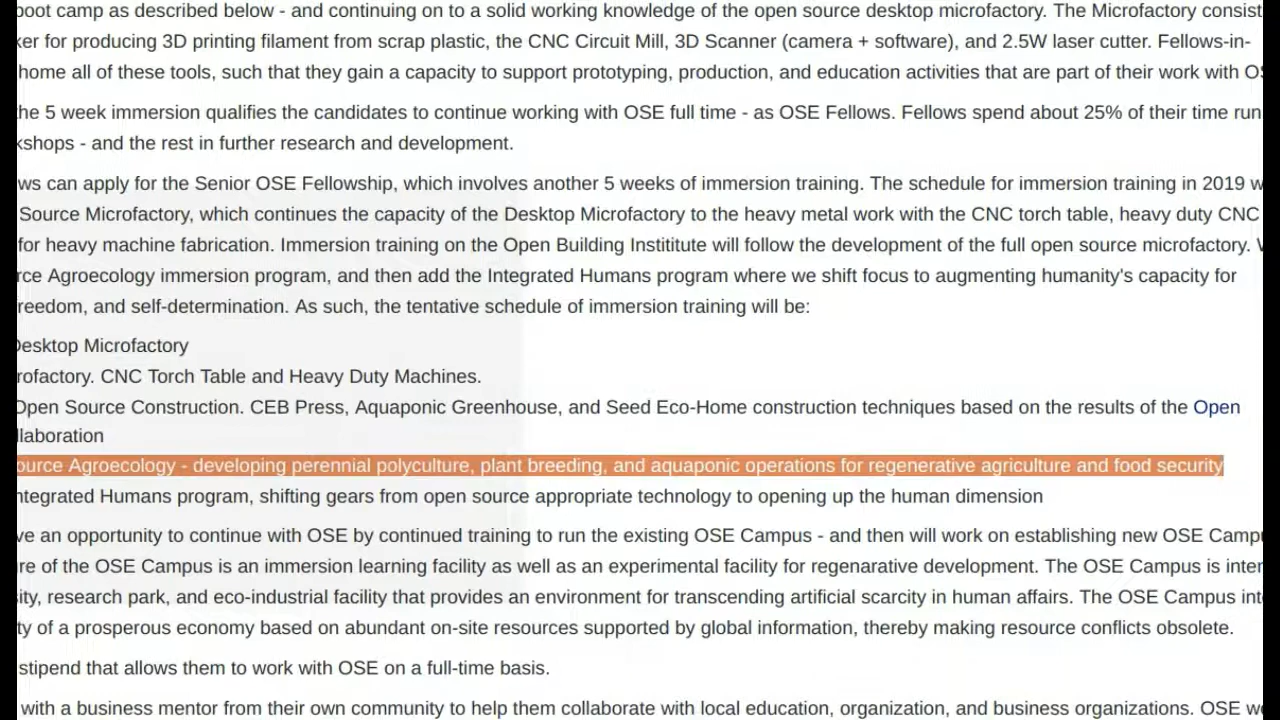 boot camp as described below - and continuing on to a solid working knowledge of the open source desktop microfactory. The Microfactory consist
ker for producing 3D printing filament from scrap plastic, the CNC Circuit Mill, 3D Scanner (camera + software), and 2.5W laser cutter. Fellows-in-
home all of these tools, such that they gain a capacity to support prototyping, production, and education activities that are part of their work with OS
the 5 week immersion qualifies the candidates to continue working with OSE full time - as OSE Fellows. Fellows spend about 25% of their time run
kshops - and the rest in further research and development.
ws can apply for the Senior OSE Fellowship, which involves another 5 weeks of immersion training. The schedule for immersion training in 2019 w
Source Microfactory, which continues the capacity of the Desktop Microfactory to the heavy metal work with the CNC torch table, heavy duty CNC
for heavy machine fabrication. Immersion training on the Open Building Instititute will follow the development of the full open source microfactory. W
rce Agroecology immersion program, and then add the Integrated Humans program where we shift focus to augmenting humanity's capacity for
reedom, and self-determination. As such, the tentative schedule of immersion training will be:
Desktop Microfactory
rofactory. CNC Torch Table and Heavy Duty Machines.
Open Source Construction. CEB Press, Aquaponic Greenhouse, and Seed Eco-Home construction techniques based on the results of the Open
llaboration
ource Agroecology - developing perennial polyculture, plant breeding, and aquaponic operations for regenerative agriculture and food security
ntegrated Humans program, shifting gears from open source appropriate technology to opening up the human dimension
ve an opportunity to continue with OSE by continued training to run the existing OSE Campus - and then will work on establishing new OSE Camp
re of the OSE Campus is an immersion learning facility as well as an experimental facility for regenarative development. The OSE Campus is inter
sity, research park, and eco-industrial facility that provides an environment for transcending artificial scarcity in human affairs. The OSE Campus int
ty of a prosperous economy based on abundant on-site resources supported by global information, thereby making resource conflicts obsolete.
stipend that allows them to work with OSE on a full-time basis.
with a business mentor from their own community to help them collaborate with local education, organization, and business organizations. OSE w